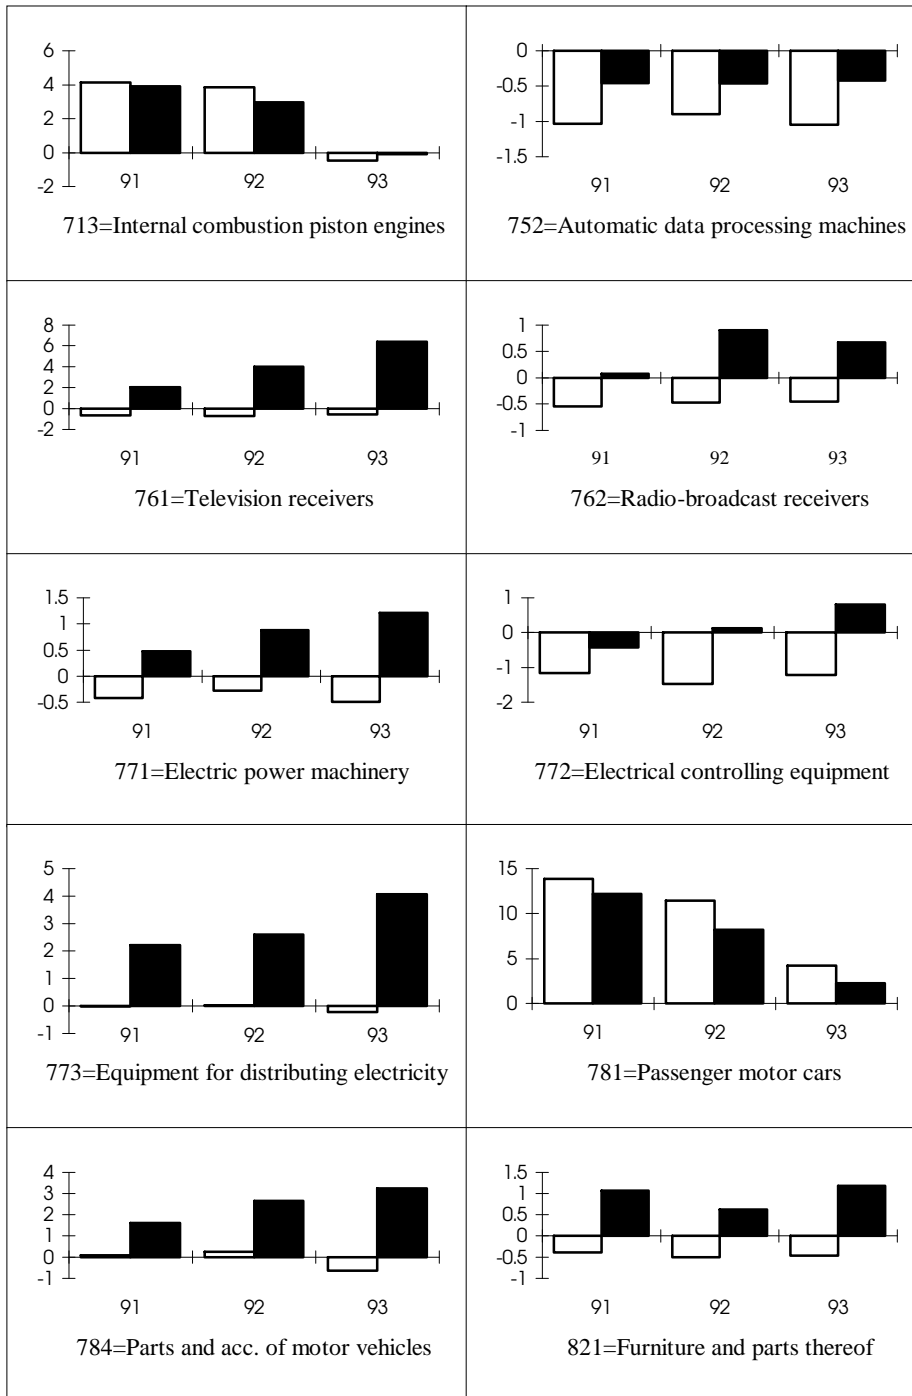 6
4
2
0
-2
91 92 93
713=Internal combustion piston engines
0
-0.5
-1
-1.5
91 92 93
752=Automatic data processing machines
8
6
4
2
0
-2
91 92 93
761=Television receivers
1
0.5
0
-0.5
-1
91 92 93
762=Radio-broadcast receivers
1.5
1
0.5
0
-0.5
91 92 93
771=Electric power machinery
1
0
-1
-2
91 92 93
772=Electrical controlling equipment
5
4
3
2
1
0
-1
91 92 93
773=Equipment for distributing electricity
15
10
5
0
91 92 93
781=Passenger motor cars
4
3
2
1
0
-1
91 92 93
784=Parts and acc. of motor vehicles
1.5
1
0.5
0
-0.5
-1
91 92 93
821=Furniture and parts thereof